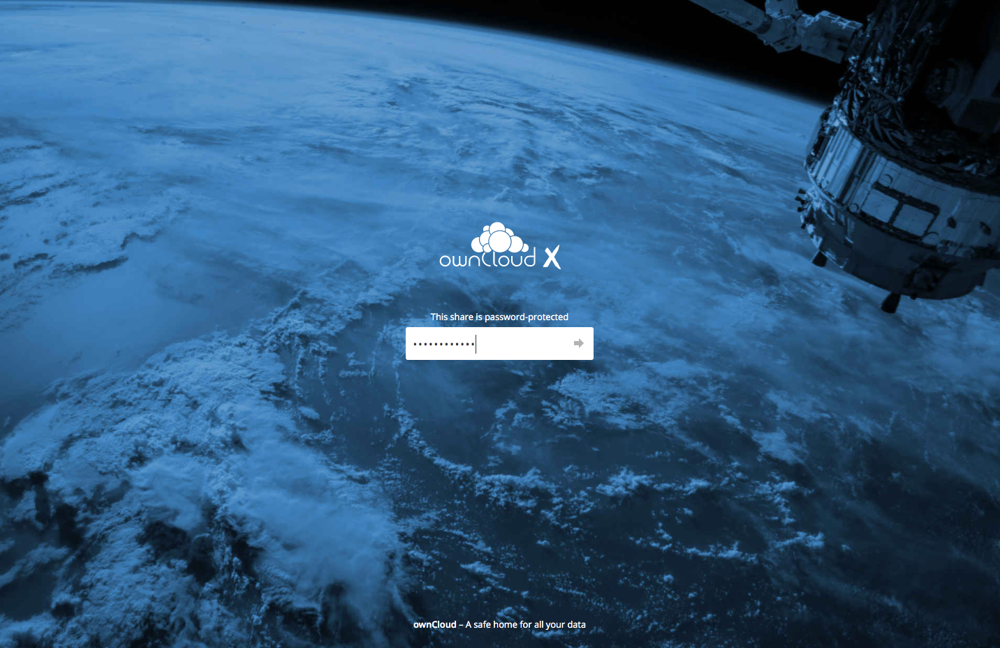 ownCloud X
This share is password-protected
••••••••••••
ownCloud – A safe home for all your data